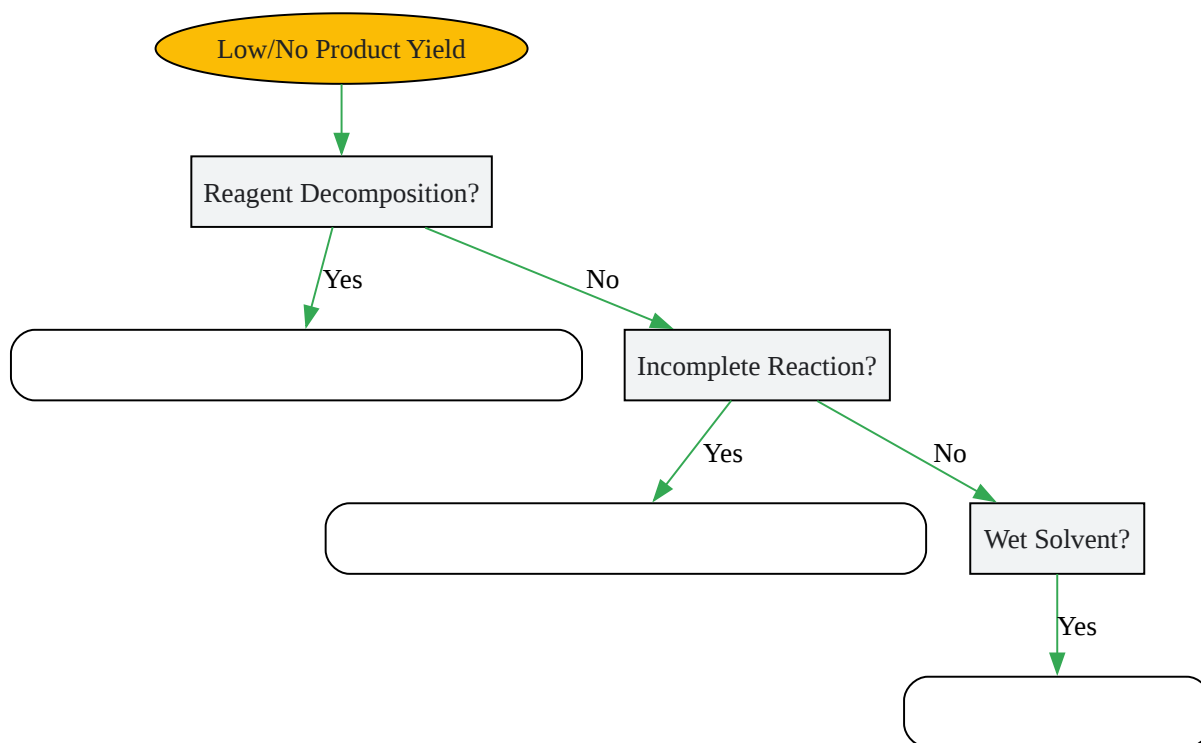 Low/No Product Yield
Reagent Decomposition?
Yes
No
Incomplete Reaction?
Yes
No
Wet Solvent?
Yes